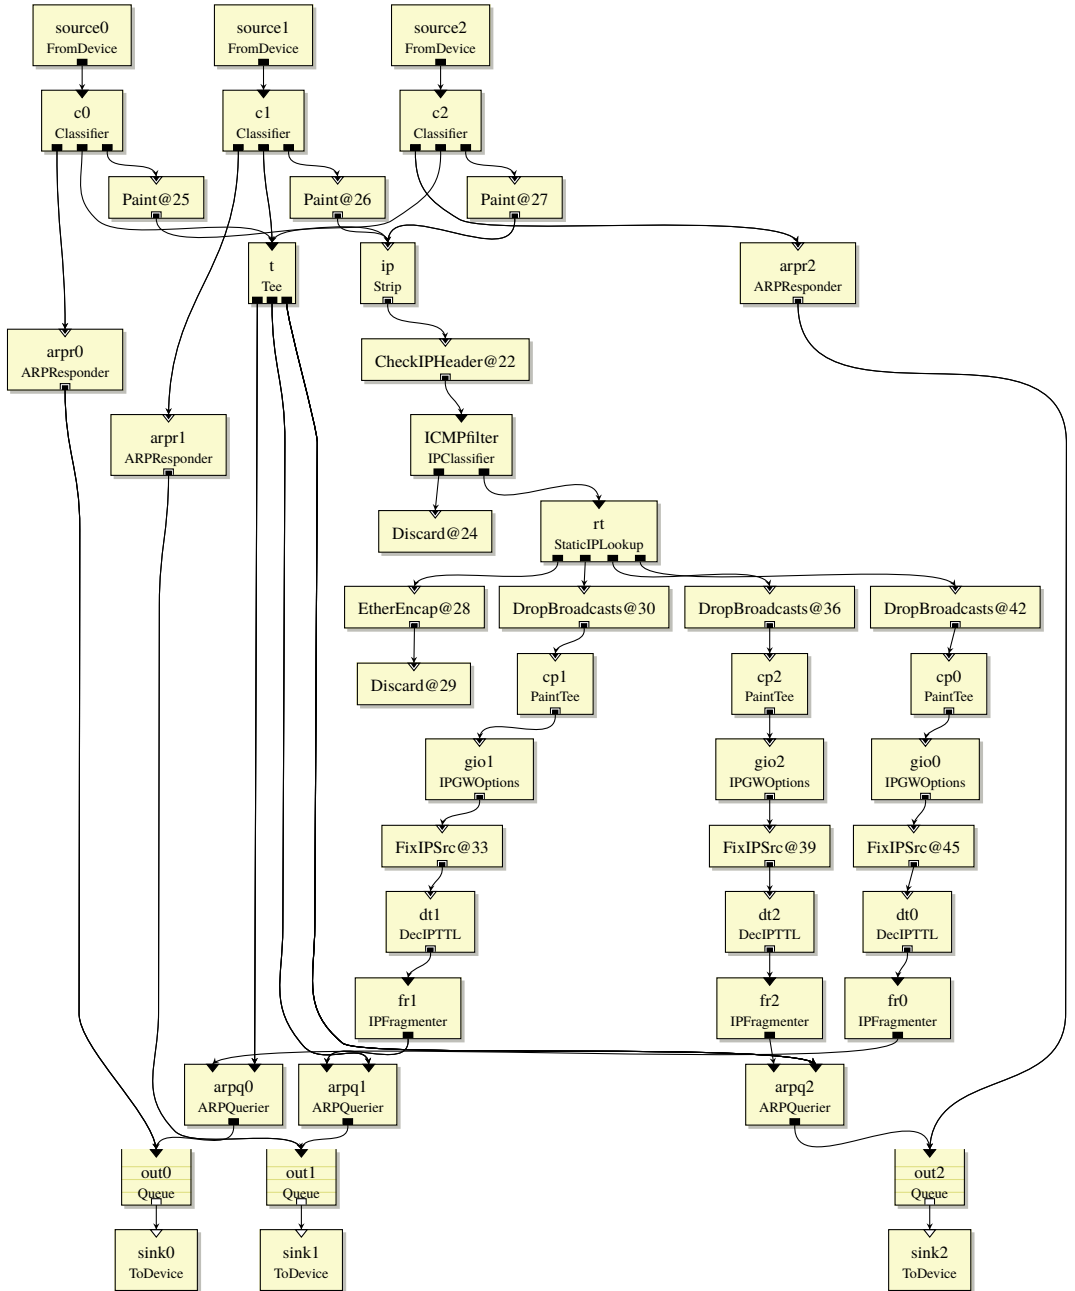 source0
FromDevice
source1
FromDevice
source2
FromDevice
c0
Classifier
c1
Classifier
c2
Classifier
Paint@25
Paint@26
Paint@27
t
Tee
ip
Strip
arpr2
ARPResponder
arpr0
ARPResponder
CheckIPHeader@22
arpr1
ARPResponder
ICMPfilter
IPClassifier
Discard@24
rt
StaticIPLookup
EtherEncap@28
DropBroadcasts@30
DropBroadcasts@36
DropBroadcasts@42
Discard@29
cp1
PaintTee
cp2
PaintTee
cp0
PaintTee
gio1
IPGWOptions
gio2
IPGWOptions
gio0
IPGWOptions
FixIPSrc@33
FixIPSrc@39
FixIPSrc@45
dt1
DecIPTTL
dt2
DecIPTTL
dt0
DecIPTTL
fr1
IPFragmenter
fr2
IPFragmenter
fr0
IPFragmenter
arpq0
ARPQuerier
arpq1
ARPQuerier
arpq2
ARPQuerier
out0
Queue
out1
Queue
out2
Queue
sink0
ToDevice
sink1
ToDevice
sink2
ToDevice